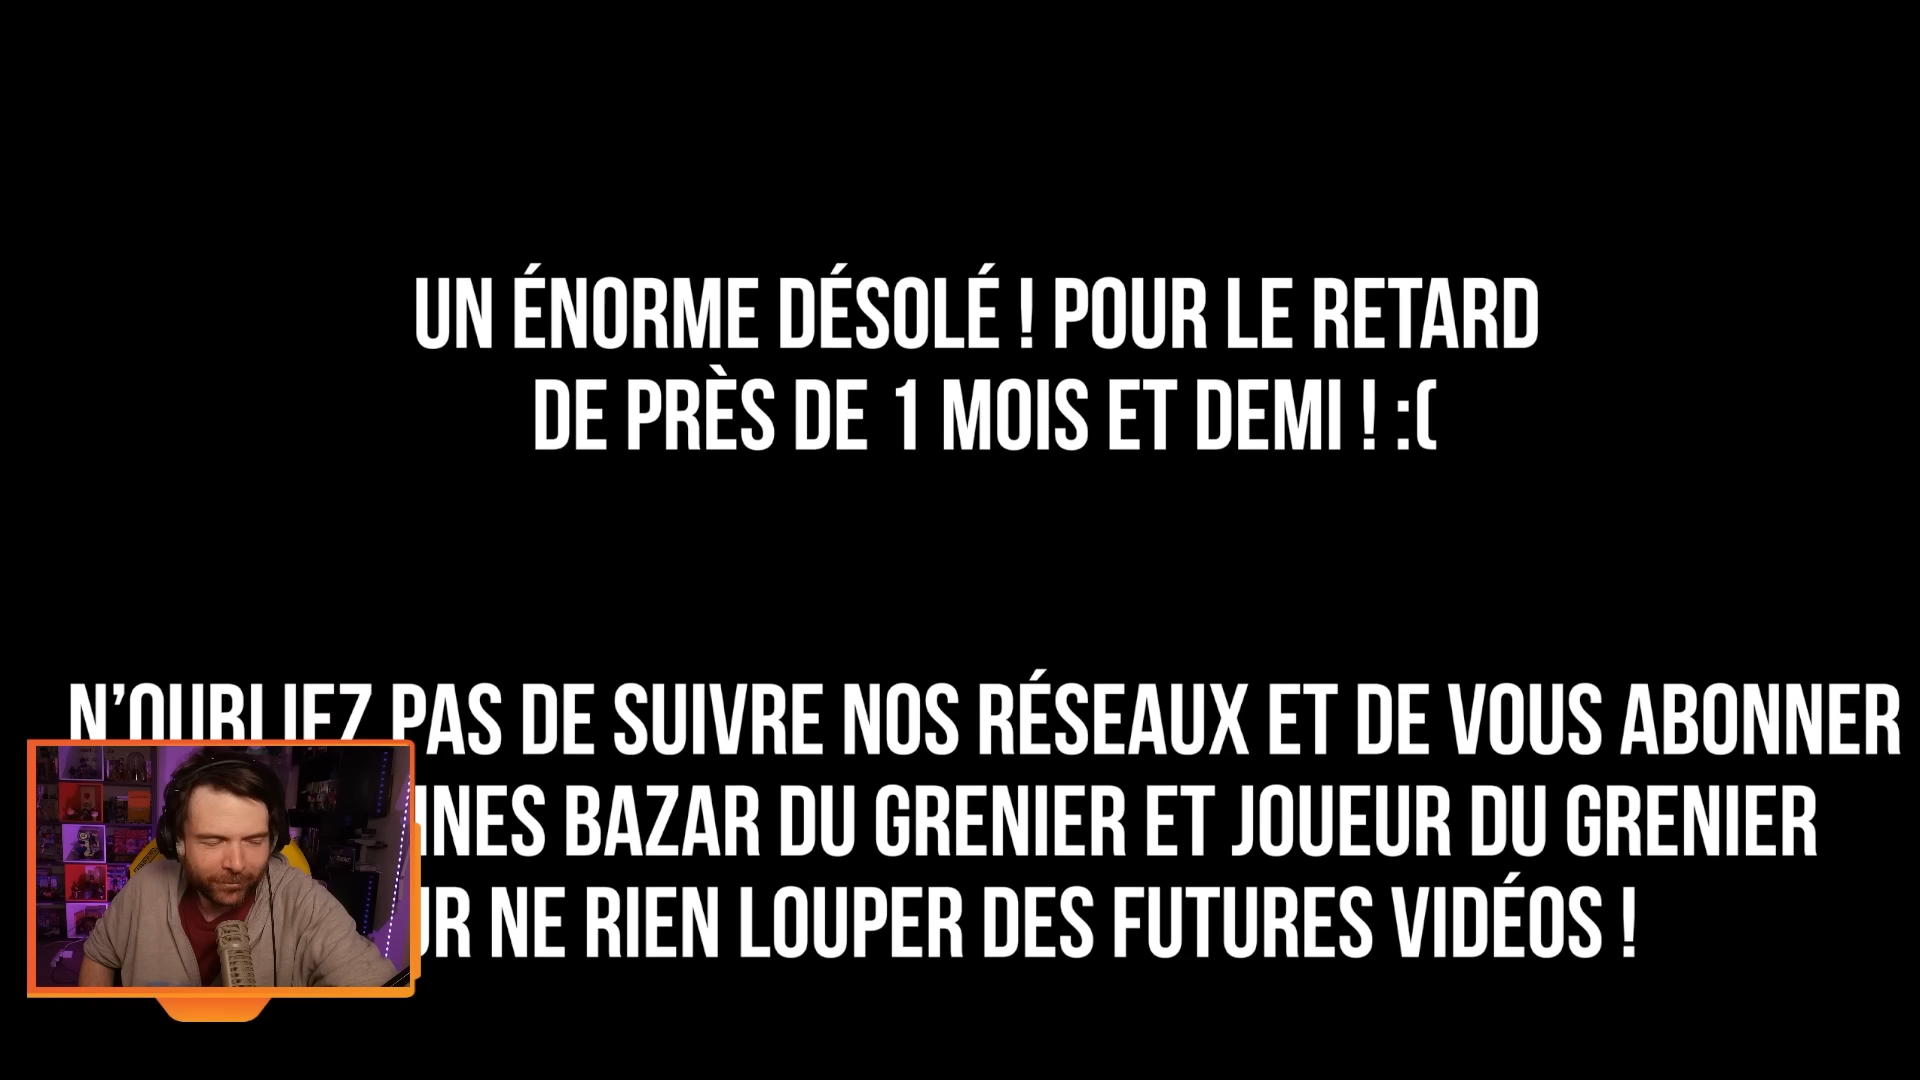 UN ÉNORME DÉSOLÉ ! POUR LE RETARD
DE PRÈS DE 1 MOIS ET DEMI ! :(
N'OUBLIEZ PAS DE SUIVRE NOS RÉSEAUX ET DE VOUS ABONNER
BAZAR DU GRENIER ET JOUEUR DU GRENIER
NE RIEN LOUPER DES FUTURES VIDÉOS !